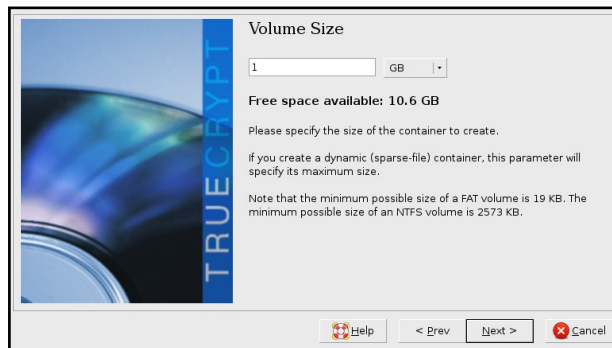 TRUECRYPT
Volume Size
1
GB
Free space available: 10.6 GB
Please specify the size of the container to create.
If you create a dynamic (sparse-file) container, this parameter will
specify its maximum size.
Note that the minimum possible size of a FAT volume is 19 KB. The
minimum possible size of an NTFS volume is 2573 KB.
Help
< Prev
Next >
Cancel